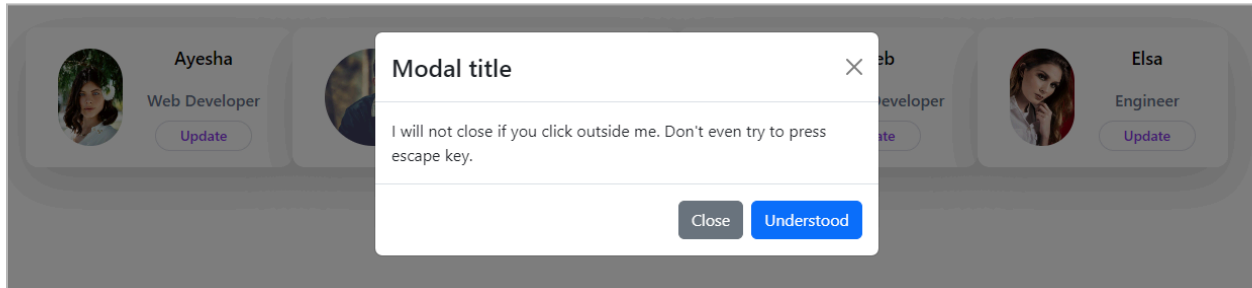 Ayesha
Web Developer
Update
Modal title
I will not close if you click outside me. Don't even try to press
escape key.
Close
Understood
Elsa
Engineer
Update